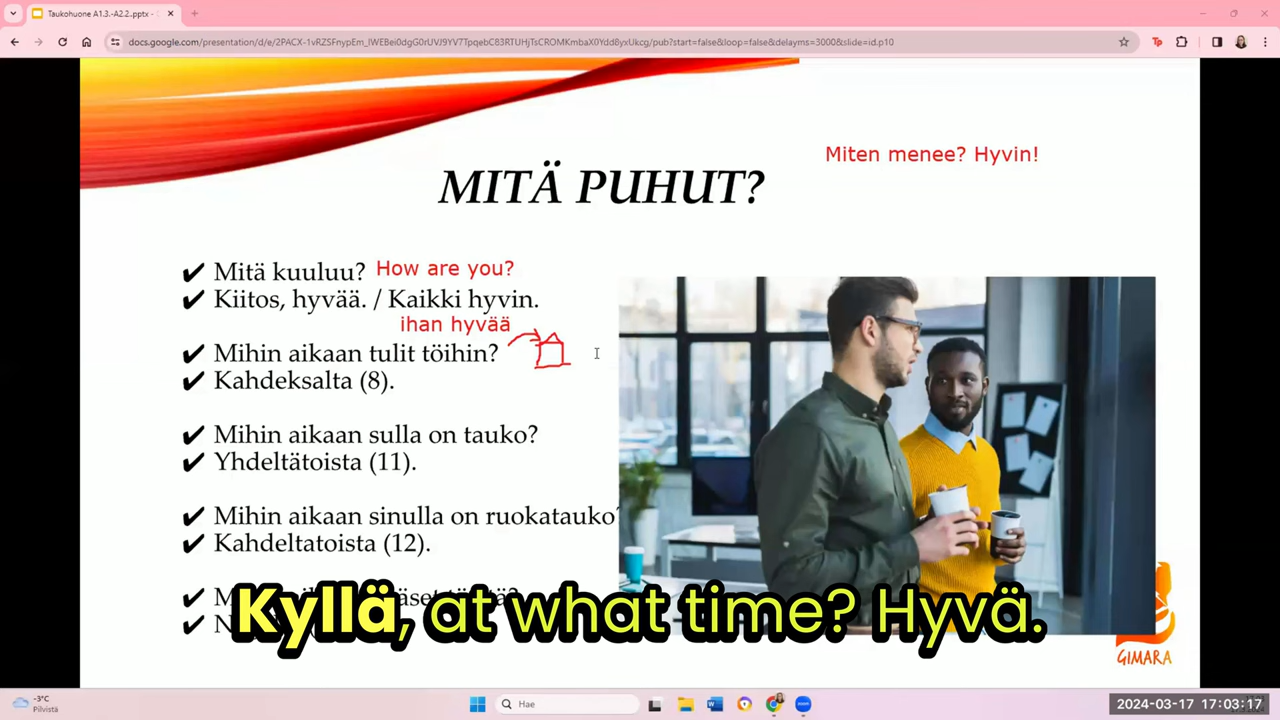 Taukohuone A1.3.-A2.2..pptx -
docs.google.com/presentation/d/e/2PACX-1vRZSFnypEm_lWEBei0dgG0rUVJ9YV7TpqebC83RTUHjTsCROMKmbaX0Ydd8yxUkcg/pub?start=false&loop=false&delayms=3000&slide=id.p10
Miten menee? Hyvin!
MITÄ PUHUT?
✔ Mitä kuuluu? How are you?
✔ Kiitos, hyvää. / Kaikki hyvin.
ihan hyvää
✔ Mihin aikaan tulit töihin?
✔ Kahdeksalta (8).
✔ Mihin aikaan sulla on tauko?
✔ Yhdeltätoista (11).
✔ Mihin aikaan sinulla on ruokatauko?
✔ Kahdeltatoista (12).
Kyllä, at what time? Hyvä.
GIMARA
-3°C
Pilvistä
Hae
2024-03-17 17:03:17